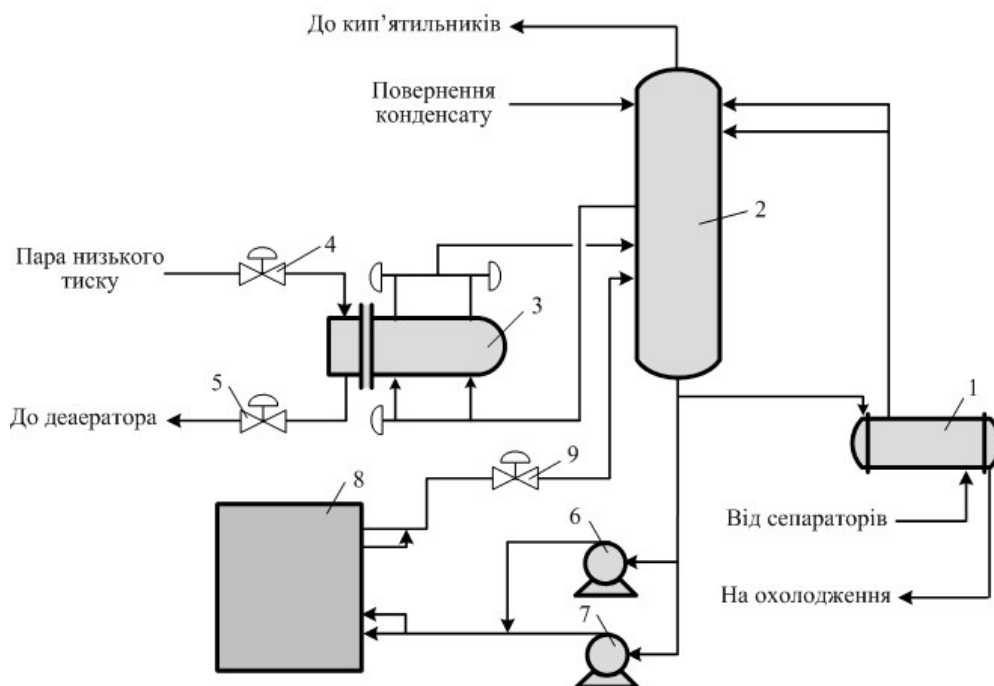 До кип’ятильників
Повернення
конденсату
2
Пара низького
тиску
4
3
5
До деаератора
1
9
8
Від сепараторів
6
На охолодження
7